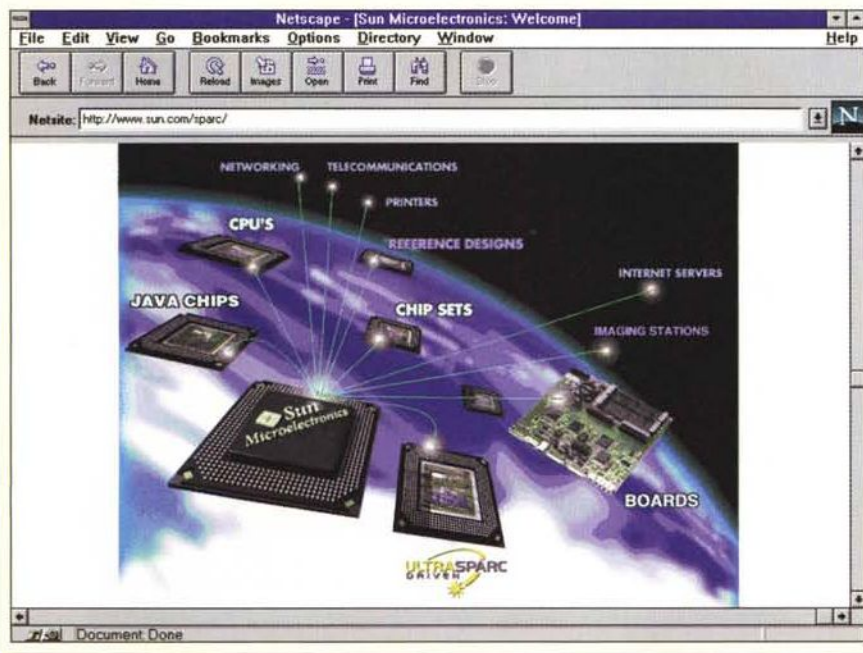 Netscape - [Sun Microelectronics: Welcome]
File Edit View Go Bookmarks Options Directory Window Help
Back Forward Home Reload Images Open Print Find Stop
Netsite: http://www.sun.com/sparc/
N
NETWORKING TELECOMMUNICATIONS
PRINTERS
CPU'S
REFERENCE DESIGNS
INTERNET SERVERS
JAVA CHIPS
CHIP SETS
IMAGING STATIONS
Sun
Microelectronics
BOARDS
ULTRASPARC
DRIVEN
Document Done